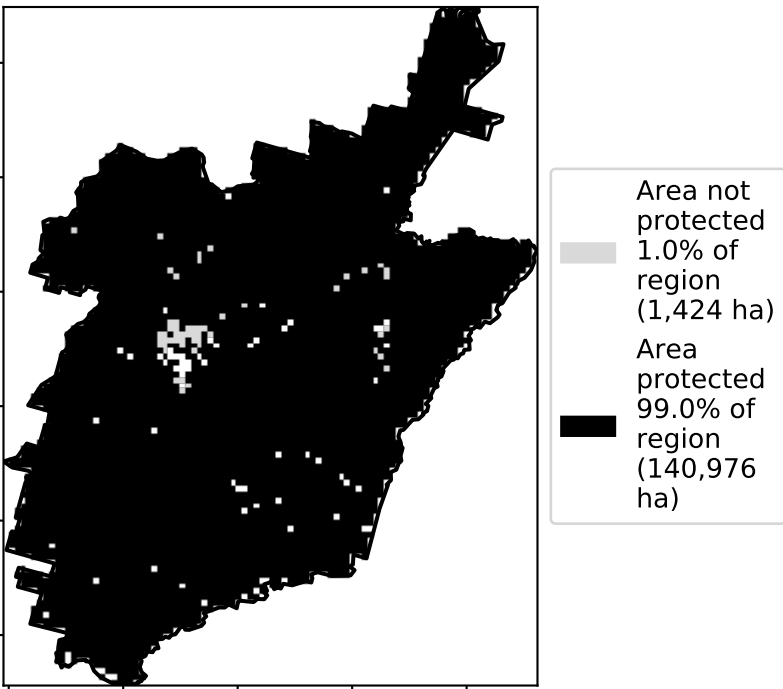 Area not
protected
1.0% of
region
(1,424 ha)
Area
protected
99.0% of
region
(140,976
ha)